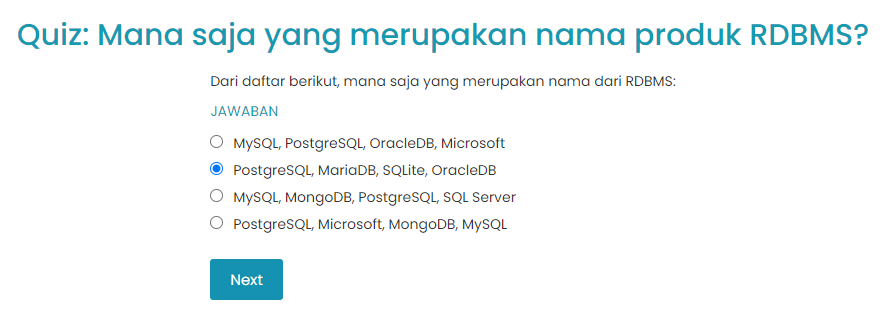 Quiz: Mana saja yang merupakan nama produk RDBMS?
Dari daftar berikut, mana saja yang merupakan nama dari RDBMS:
JAWABAN
MySQL, PostgreSQL, OracleDB, Microsoft
PostgreSQL, MariaDB, SQLite, OracleDB
MySQL, MongoDB, PostgreSQL, SQL Server
PostgreSQL, Microsoft, MongoDB, MySQL
Next